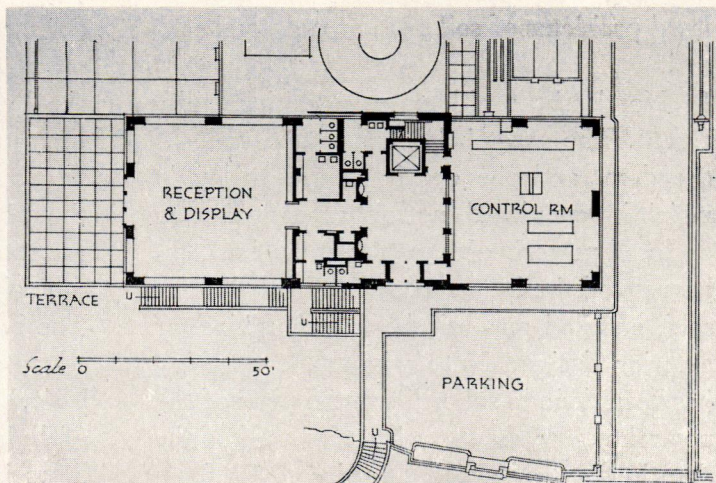 RECEPTION
& DISPLAY
CONTROL RM
TERRACE
U
U
Scale 0 50'
PARKING
U